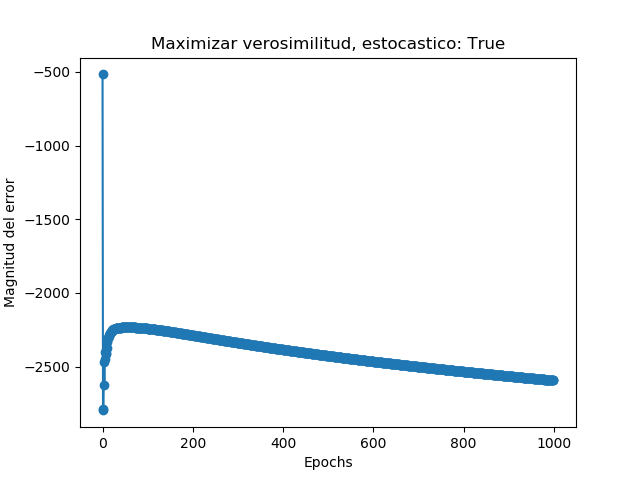 Maximizar verosimilitud, estocastico: True
−500
−1000
−1500
−2000
−2500
Magnitud del error
0 200 400 600 800 1000
Epochs